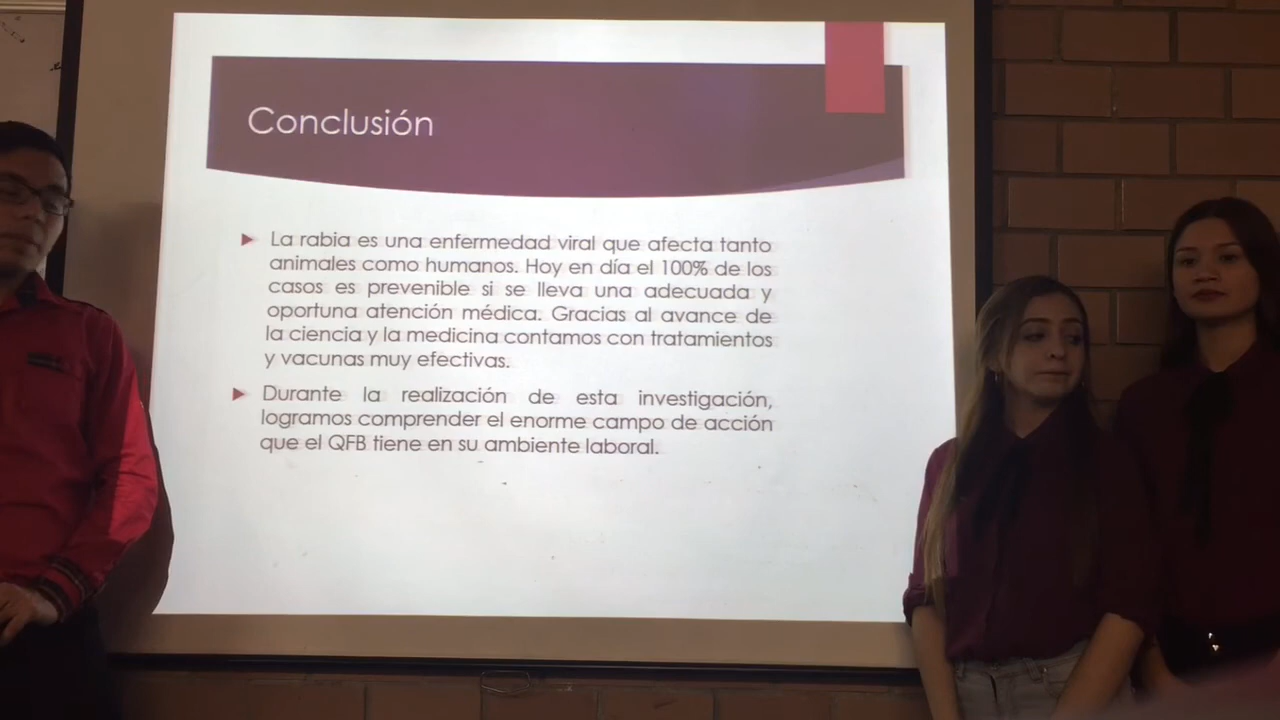 Conclusión
La rabia es una enfermedad viral que afecta tanto
animales como humanos. Hoy en día el 100% de los
casos es prevenible si se lleva una adecuada y
oportuna atención médica. Gracias al avance de
la ciencia y la medicina contamos con tratamientos
y vacunas muy efectivas.
Durante la realización de esta investigación,
logramos comprender el enorme campo de acción
que el QFB tiene en su ambiente laboral.